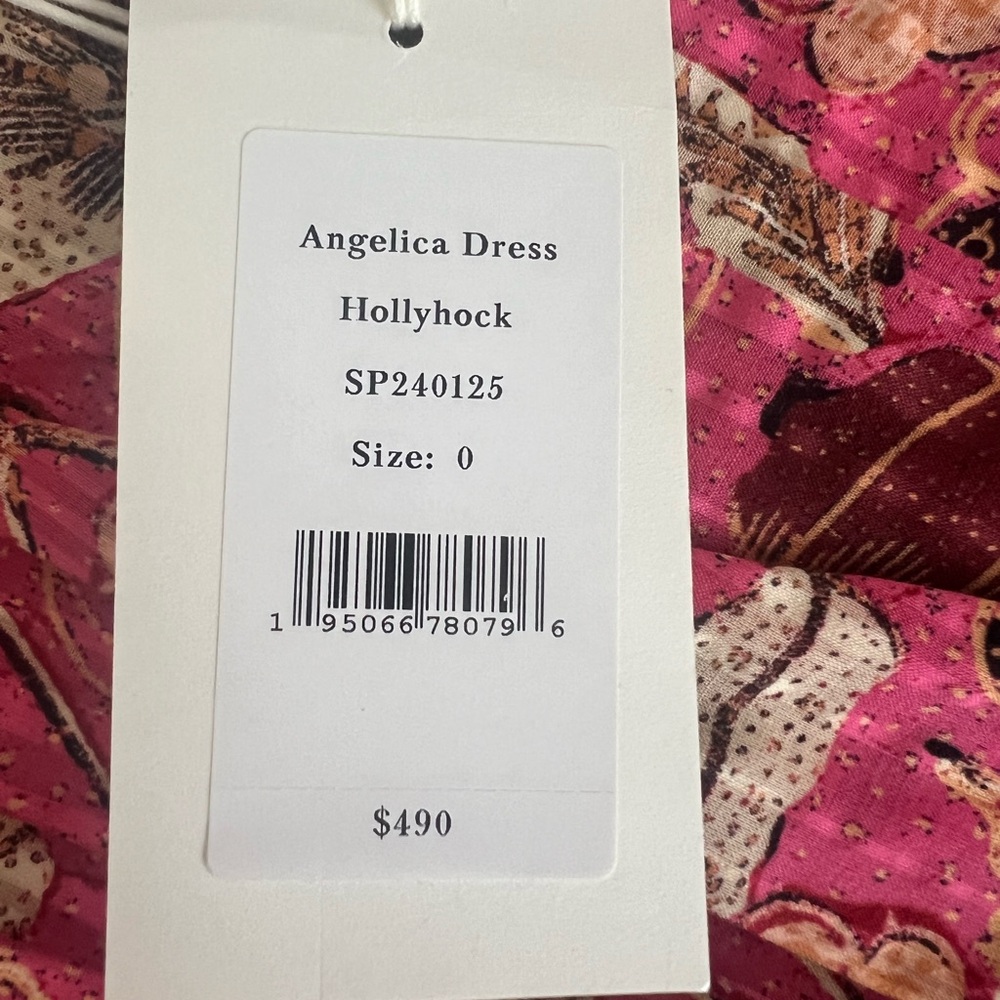 Angelica Dress
Hollyhock
SP240125
Size: 0
1 95066 78079 6
$490